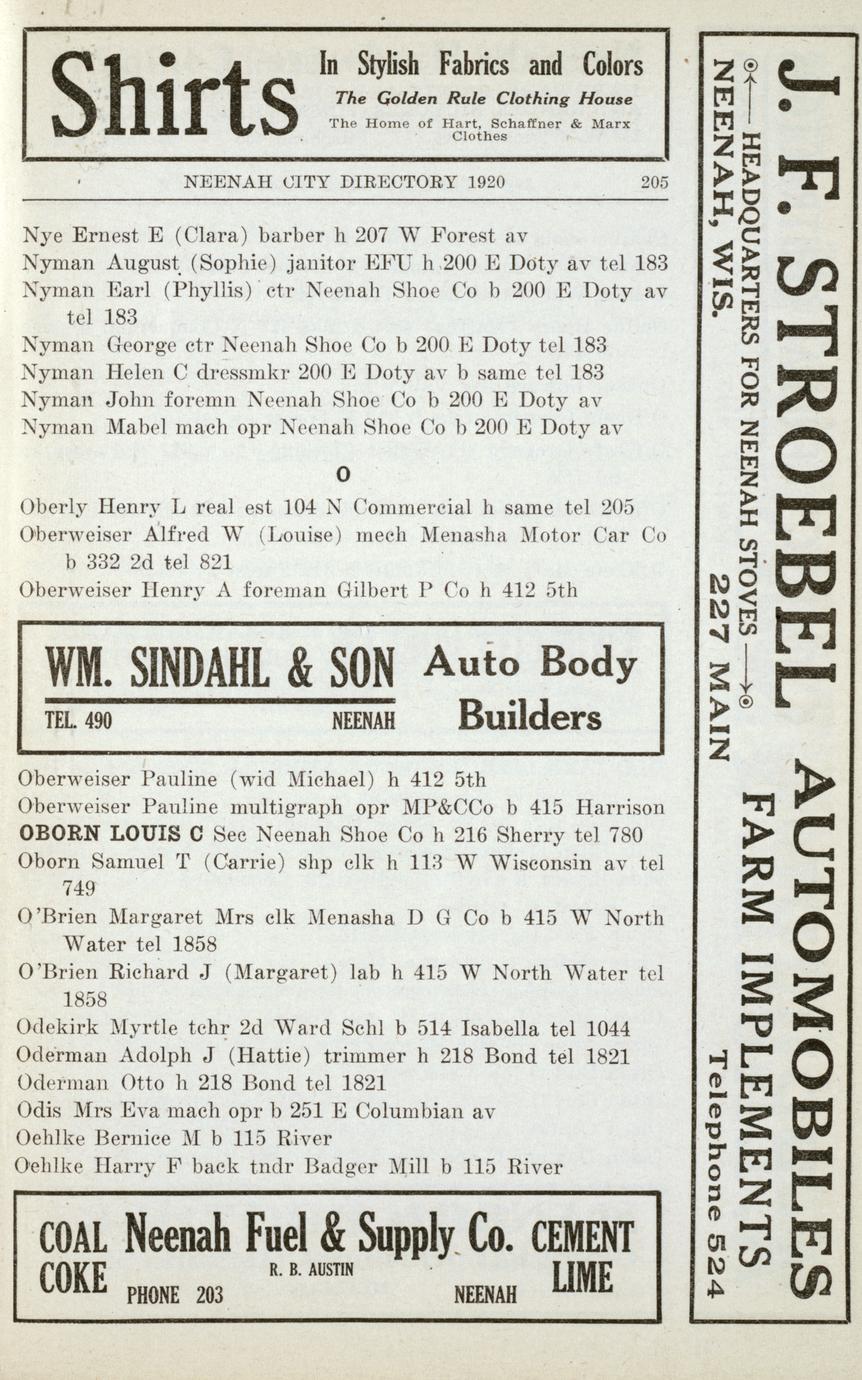 Shirts
In Stylish Fabrics and Colors
The Golden Rule Clothing House
The Home of Hart, Schaffner & Marx
Clothes
NEENAH CITY DIRECTORY 1920 205
Nye Ernest E (Clara) barber h 207 W Forest av
Nyman August (Sophie) janitor EFU h 200 E Doty av tel 183
Nyman Earl (Phyllis) ctr Neenah Shoe Co b 200 E Doty av
tel 183
Nyman George ctr Neenah Shoe Co b 200 E Doty tel 183
Nyman Helen C dressmkr 200 E Doty av b same tel 183
Nyman John foremn Neenah Shoe Co b 200 E Doty av
Nyman Mabel mach opr Neenah Shoe Co b 200 E Doty av
O
Oberly Henry L real est 104 N Commercial h same tel 205
Oberweiser Alfred W (Louise) mech Menasha Motor Car Co
b 332 2d tel 821
Oberweiser Henry A foreman Gilbert P Co h 412 5th
WM. SINDAHL & SON
TEL. 490 NEENAH
Auto Body
Builders
Oberweiser Pauline (wid Michael) h 412 5th
Oberweiser Pauline multigraph opr MP&CCo b 415 Harrison
OBORN LOUIS C Sec Neenah Shoe Co h 216 Sherry tel 780
Oborn Samuel T (Carrie) shp clk h 113 W Wisconsin av tel
749
O'Brien Margaret Mrs clk Menasha D G Co b 415 W North
Water tel 1858
O'Brien Richard J (Margaret) lab h 415 W North Water tel
1858
Odekirk Myrtle tchr 2d Ward Schl b 514 Isabella tel 1044
Oderman Adolph J (Hattie) trimmer h 218 Bond tel 1821
Oderman Otto h 218 Bond tel 1821
Odis Mrs Eva mach opr b 251 E Columbian av
Oehlke Bernice M b 115 River
Oehlke Harry F back tndr Badger Mill b 115 River
COAL
COKE
Neenah Fuel & Supply Co.
R. B. AUSTIN
PHONE 203 NEENAH
CEMENT
LIME
J. F. STROEBEL AUTOMOBILES
HEADQUARTERS FOR NEENAH STOVES FARM IMPLEMENTS
NEENAH, WIS. 227 MAIN Telephone 524